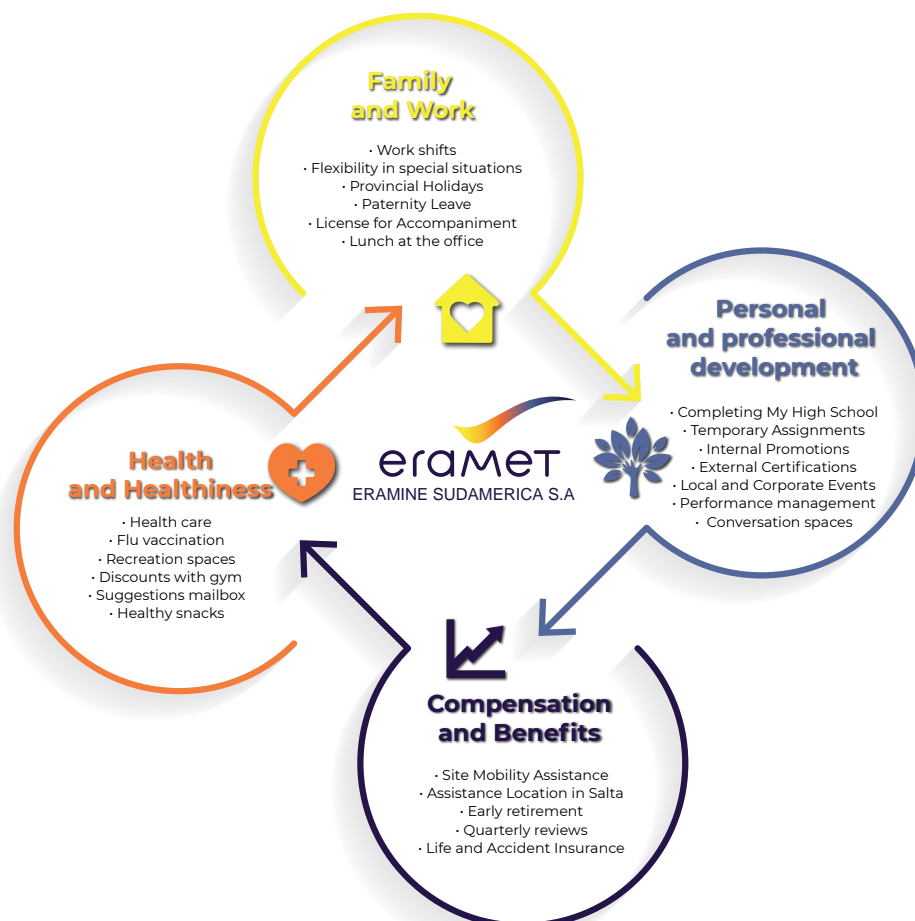 Family
and Work
· Work shifts
· Flexibility in special situations
· Provincial Holidays
· Paternity Leave
· License for Accompaniment
· Lunch at the office
Personal
and professional
development
· Completing My High School
· Temporary Assignments
· Internal Promotions
· External Certifications
· Local and Corporate Events
· Performance management
· Conversation spaces
eramet
ERAMINE SUDAMERICA S.A
Health
and Healthiness
· Health care
· Flu vaccination
· Recreation spaces
· Discounts with gym
· Suggestions mailbox
· Healthy snacks
Compensation
and Benefits
· Site Mobility Assistance
· Assistance Location in Salta
· Early retirement
· Quarterly reviews
· Life and Accident Insurance